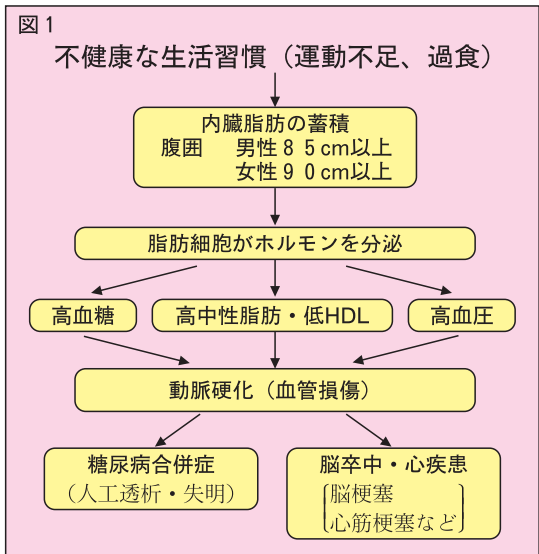 図1
不健康な生活習慣（運動不足、過食）
内臓脂肪の蓄積
腹囲　男性８５cm以上
女性９０cm以上
脂肪細胞がホルモンを分泌
高血糖
高中性脂肪・低HDL
高血圧
動脈硬化（血管損傷）
糖尿病合併症
（人工透析・失明）
脳卒中・心疾患
脳梗塞
心筋梗塞など